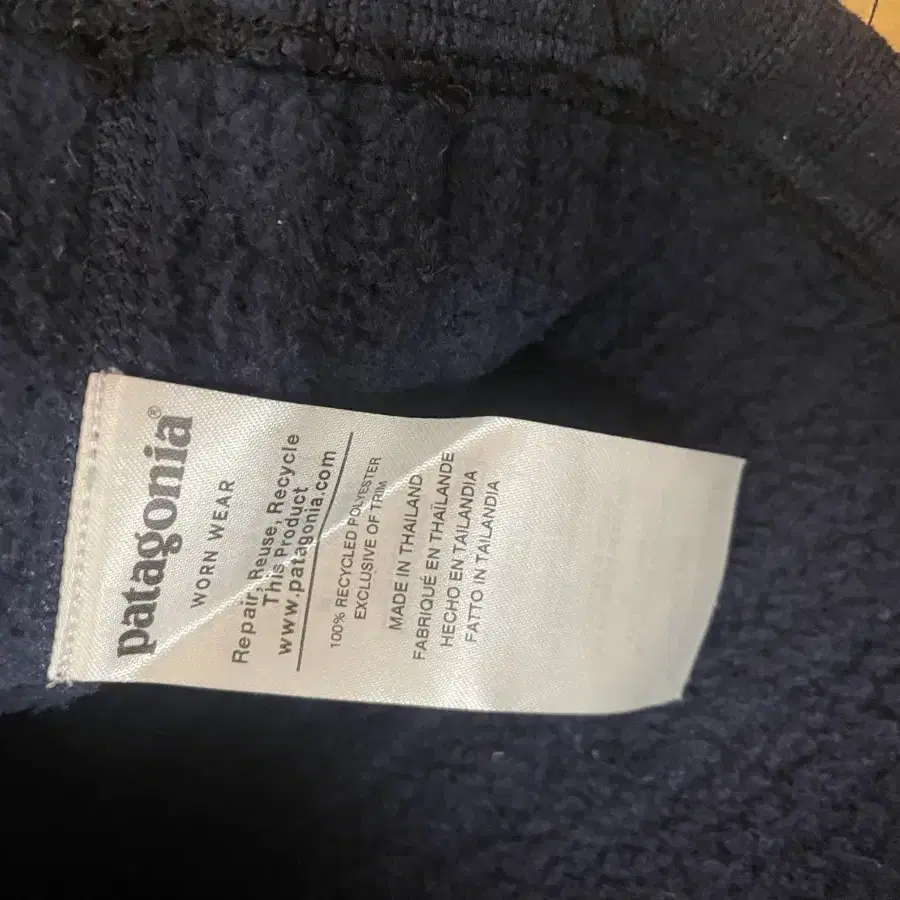 patagonia®
WORN WEAR
Repair, Reuse, Recycle
This Product
www.patagonia.com
100% RECYCLED POLYESTER
EXCLUSIVE OF TRIM
MADE IN THAILAND
FABRIQUÉ EN THAÏLANDE
HECHO EN TAILANDIA
FATTO IN TAILANDIA